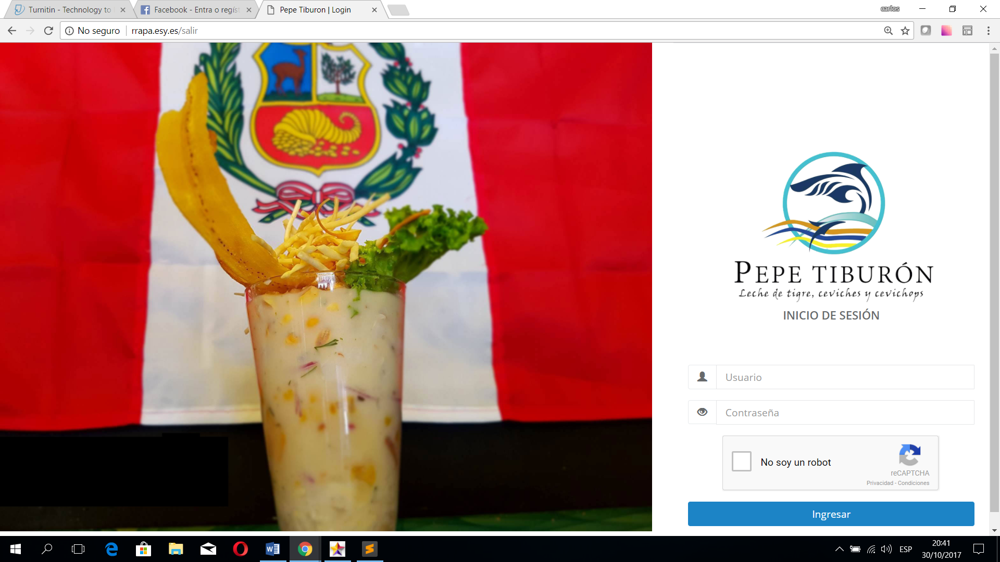 Turnitin - Technology to
Facebook - Entra o regíst
Pepe Tiburon | Login
carlos
No seguro
rrapa.esy.es/salir
PEPE TIBURÓN
Leche de tigre, ceviches y cevichops
INICIO DE SESIÓN
Usuario
Contraseña
No soy un robot
reCAPTCHA
Privacidad - Condiciones
Ingresar
ESP
20:41
30/10/2017